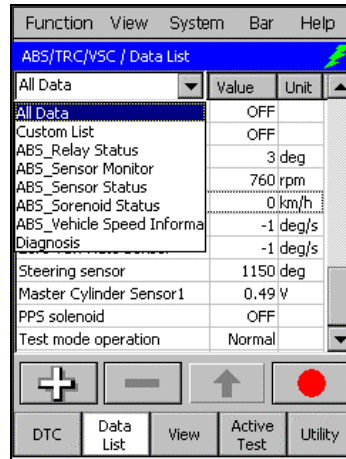 Function View System Bar Help
ABS/TRC/VSC / Data List
All Data Value Unit
All Data OFF
Custom List OFF
ABS_Relay Status 3 deg
ABS_Sensor Monitor
ABS_Sensor Status 760 rpm
ABS_Sorenoid Status 0 km/h
ABS_Vehicle Speed Informa -1 deg/s
Diagnosis -1 deg/s
Steering sensor 1150 deg
Master Cylinder Sensor1 0.49 V
PPS solenoid OFF
Test mode operation Normal
DTC Data List View Active Test Utility